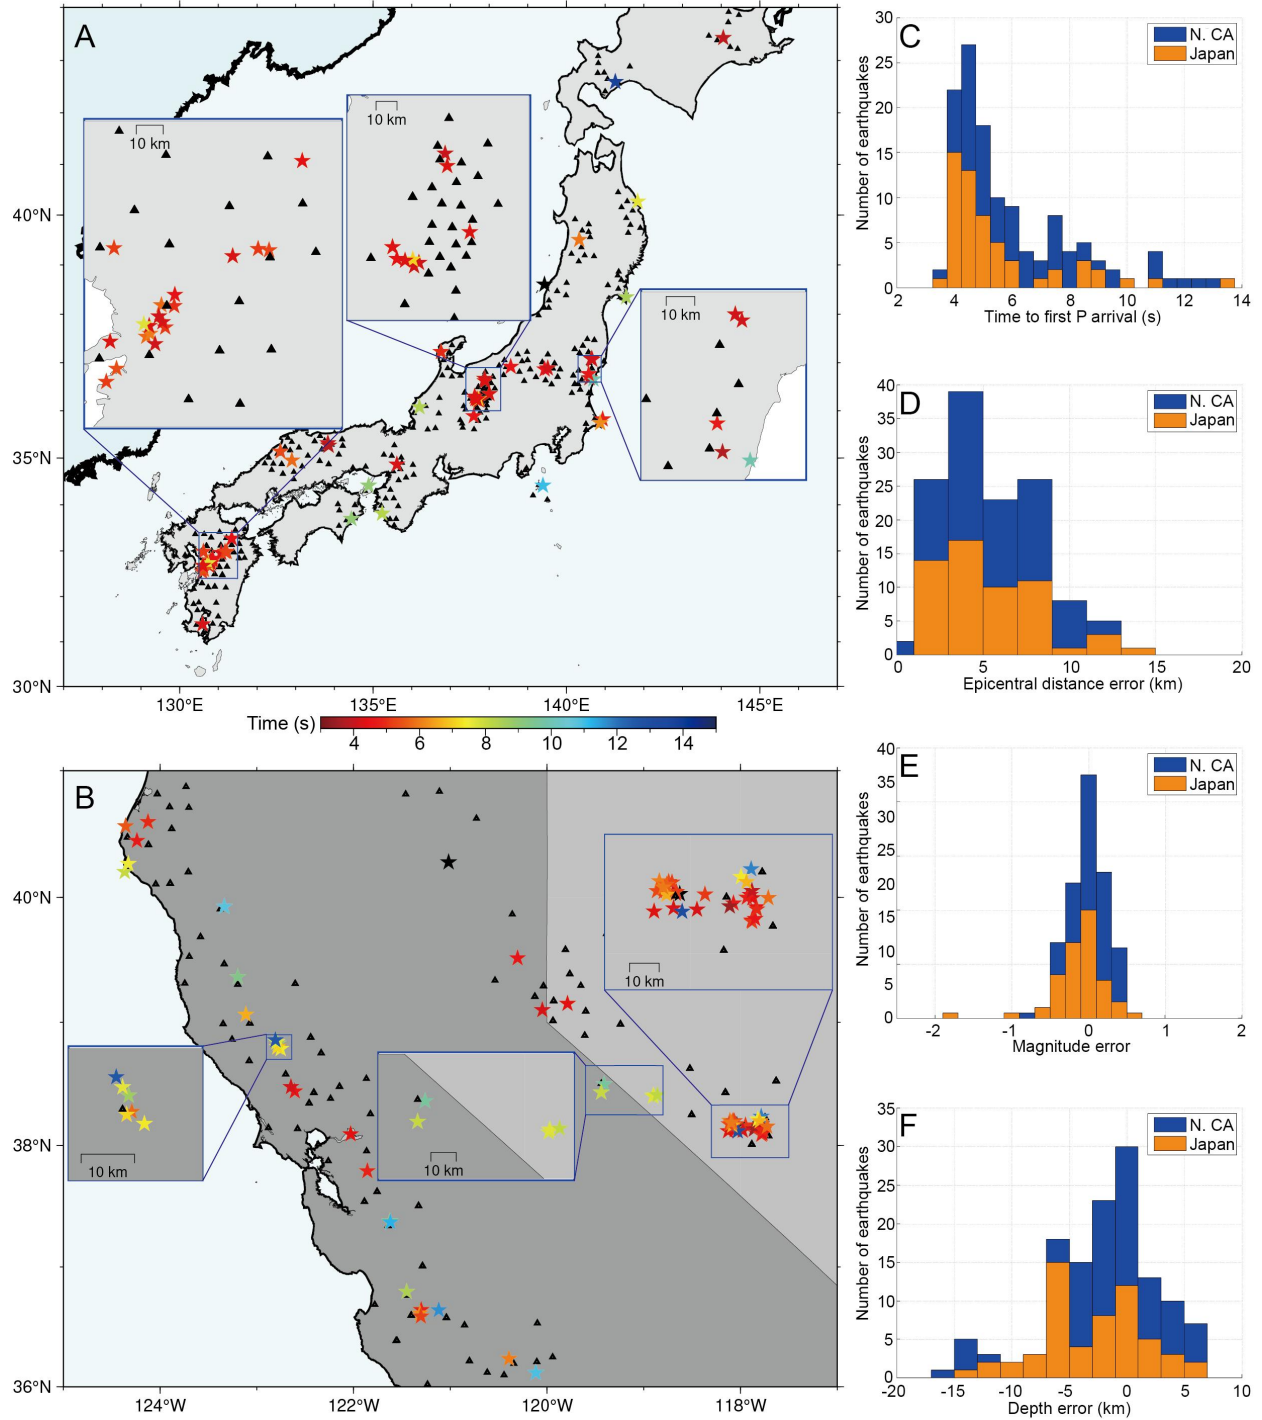 A
10 km
10 km
10 km
40°N
35°N
30°N
130°E
135°E
140°E
145°E
Time (s)
4
6
8
10
12
14
B
10 km
10 km
10 km
40°N
38°N
36°N
124°W
122°W
120°W
118°W
C
N. CA
Japan
Number of earthquakes
30
25
20
15
10
5
0
2
4
6
8
10
12
14
Time to first P arrival (s)
D
N. CA
Japan
Number of earthquakes
40
35
30
25
20
15
10
5
0
0
5
10
15
20
Epicentral distance error (km)
E
N. CA
Japan
Number of earthquakes
40
35
30
25
20
15
10
5
0
-2
-1
0
1
2
Magnitude error
F
N. CA
Japan
Number of earthquakes
35
30
25
20
15
10
5
0
-20
-15
-10
-5
0
5
10
Depth error (km)